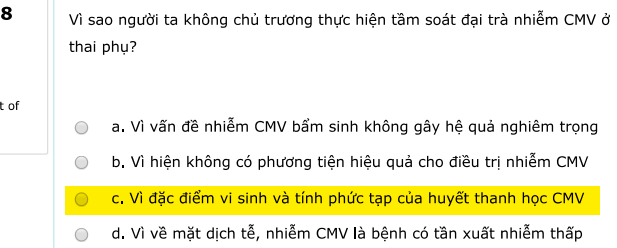 8
Vì sao người ta không chủ trương thực hiện tầm soát đại trà nhiễm CMV ở
thai phụ?
t of
a. Vì vấn đề nhiễm CMV bẩm sinh không gây hệ quả nghiêm trọng
b. Vì hiện không có phương tiện hiệu quả cho điều trị nhiễm CMV
c. Vì đặc điểm vi sinh và tính phức tạp của huyết thanh học CMV
d. Vì về mặt dịch tễ, nhiễm CMV là bệnh có tần xuất nhiễm thấp